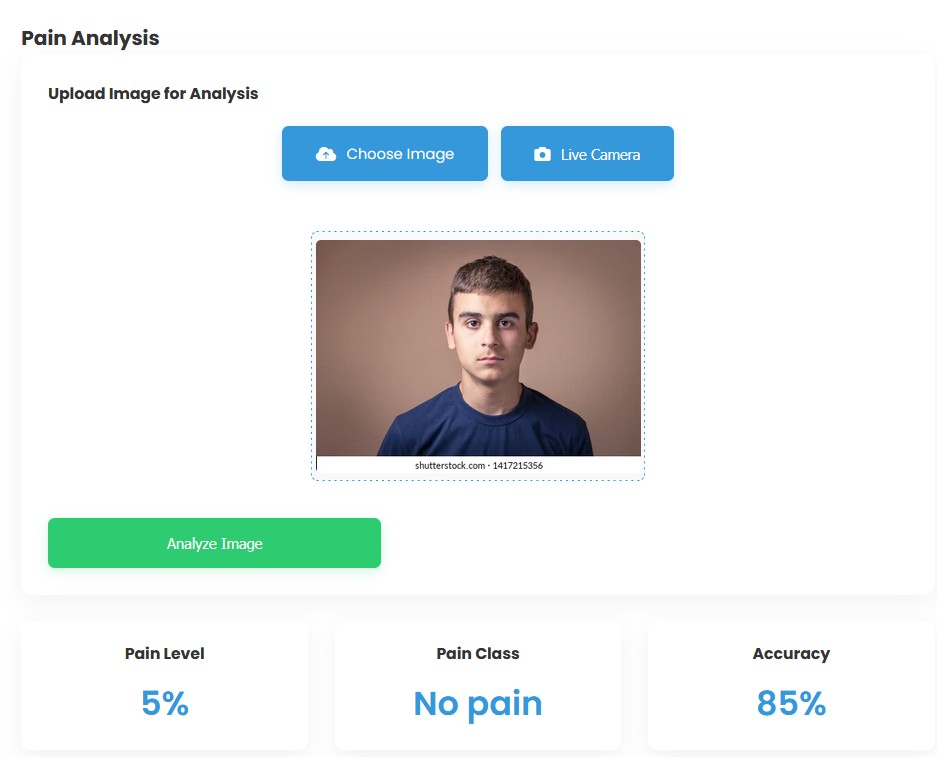 Pain Analysis
Upload Image for Analysis
Choose Image
Live Camera
shutterstock.com · 1417215356
Analyze Image
Pain Level
5%
Pain Class
No pain
Accuracy
85%